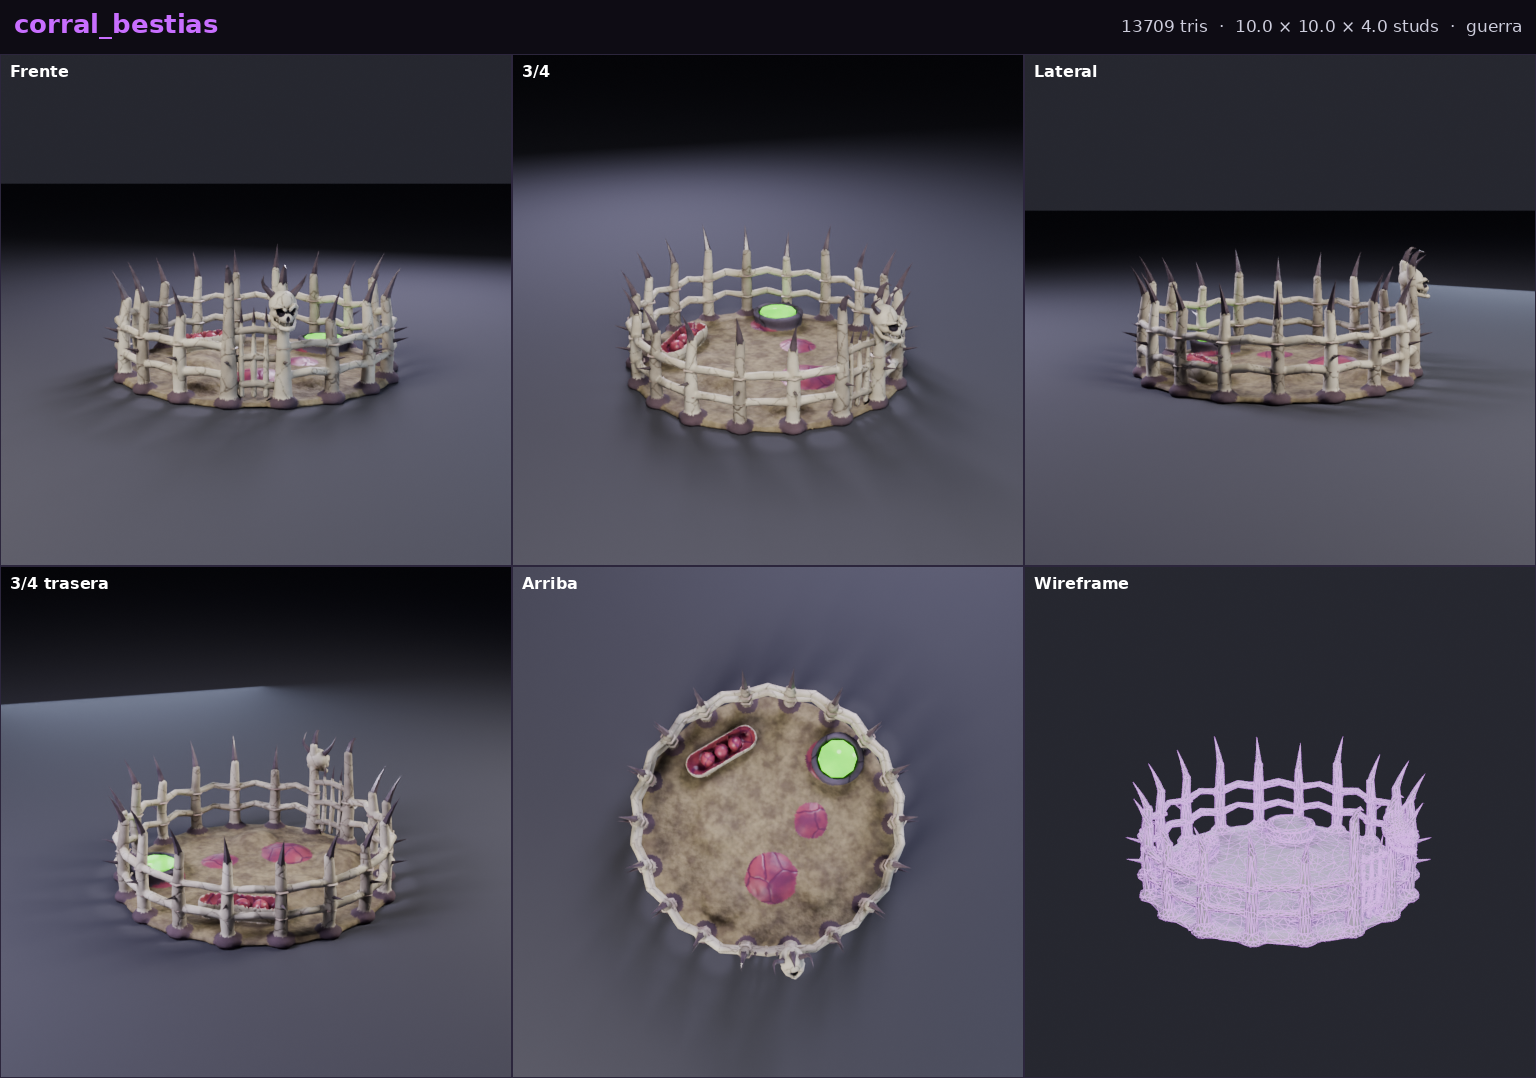 corral_bestias
13709 tris · 10.0 × 10.0 × 4.0 studs · guerra
Frente
3/4
Lateral
3/4 trasera
Arriba
Wireframe